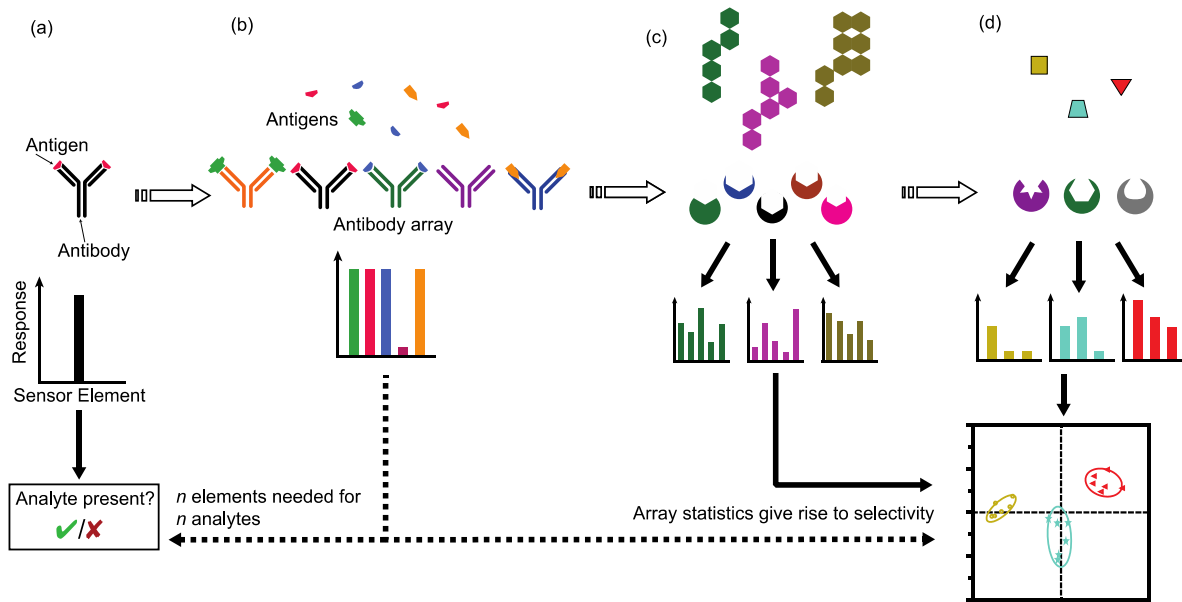 (a)
Antigen
Antibody
Response
Sensor Element
Analyte present?
✔/✘
(b)
Antigens
Antibody array
n elements needed for
n analytes
(c)
Array statistics give rise to selectivity
(d)